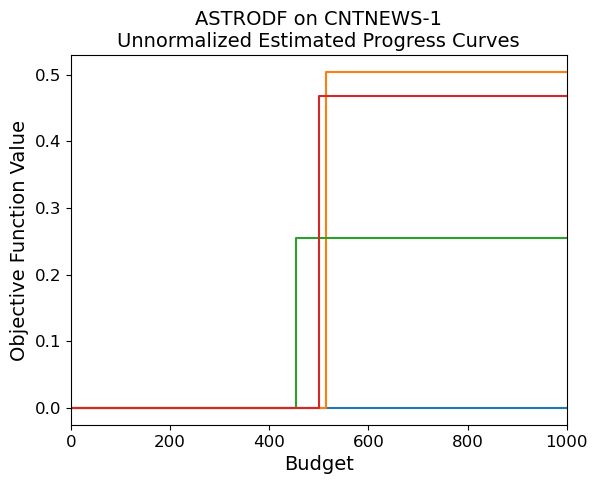 ASTRODF on CNTNEWS-1
Unnormalized Estimated Progress Curves
Objective Function Value
0.5
0.4
0.3
0.2
0.1
0.0
0 200 400 600 800 1000
Budget